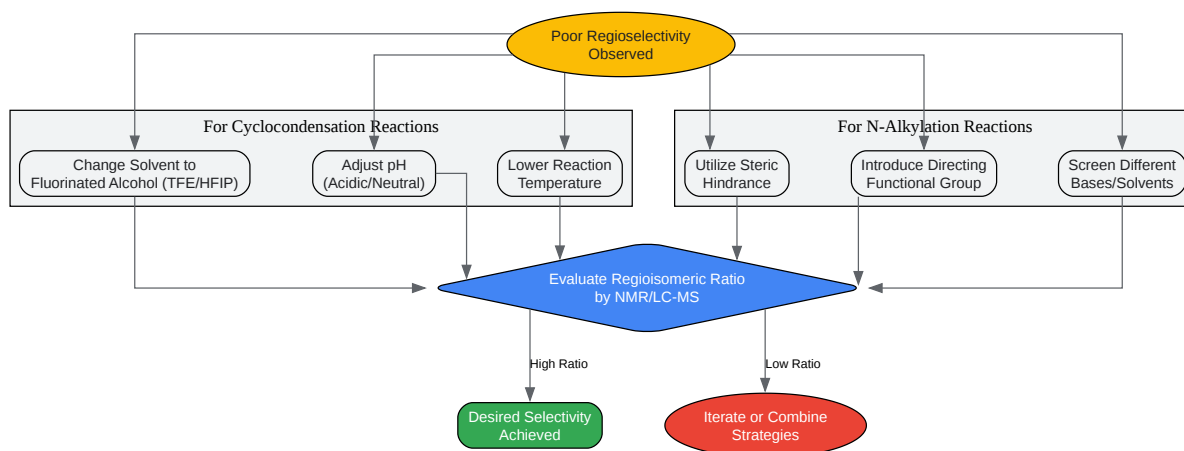 Poor Regioselectivity
Observed
For Cyclocondensation Reactions
For N-Alkylation Reactions
Change Solvent to
Fluorinated Alcohol (TFE/HFIP)
Adjust pH
(Acidic/Neutral)
Lower Reaction
Temperature
Utilize Steric
Hindrance
Introduce Directing
Functional Group
Screen Different
Bases/Solvents
Evaluate Regioisomeric Ratio
by NMR/LC-MS
High Ratio
Low Ratio
Desired Selectivity
Achieved
Iterate or Combine
Strategies